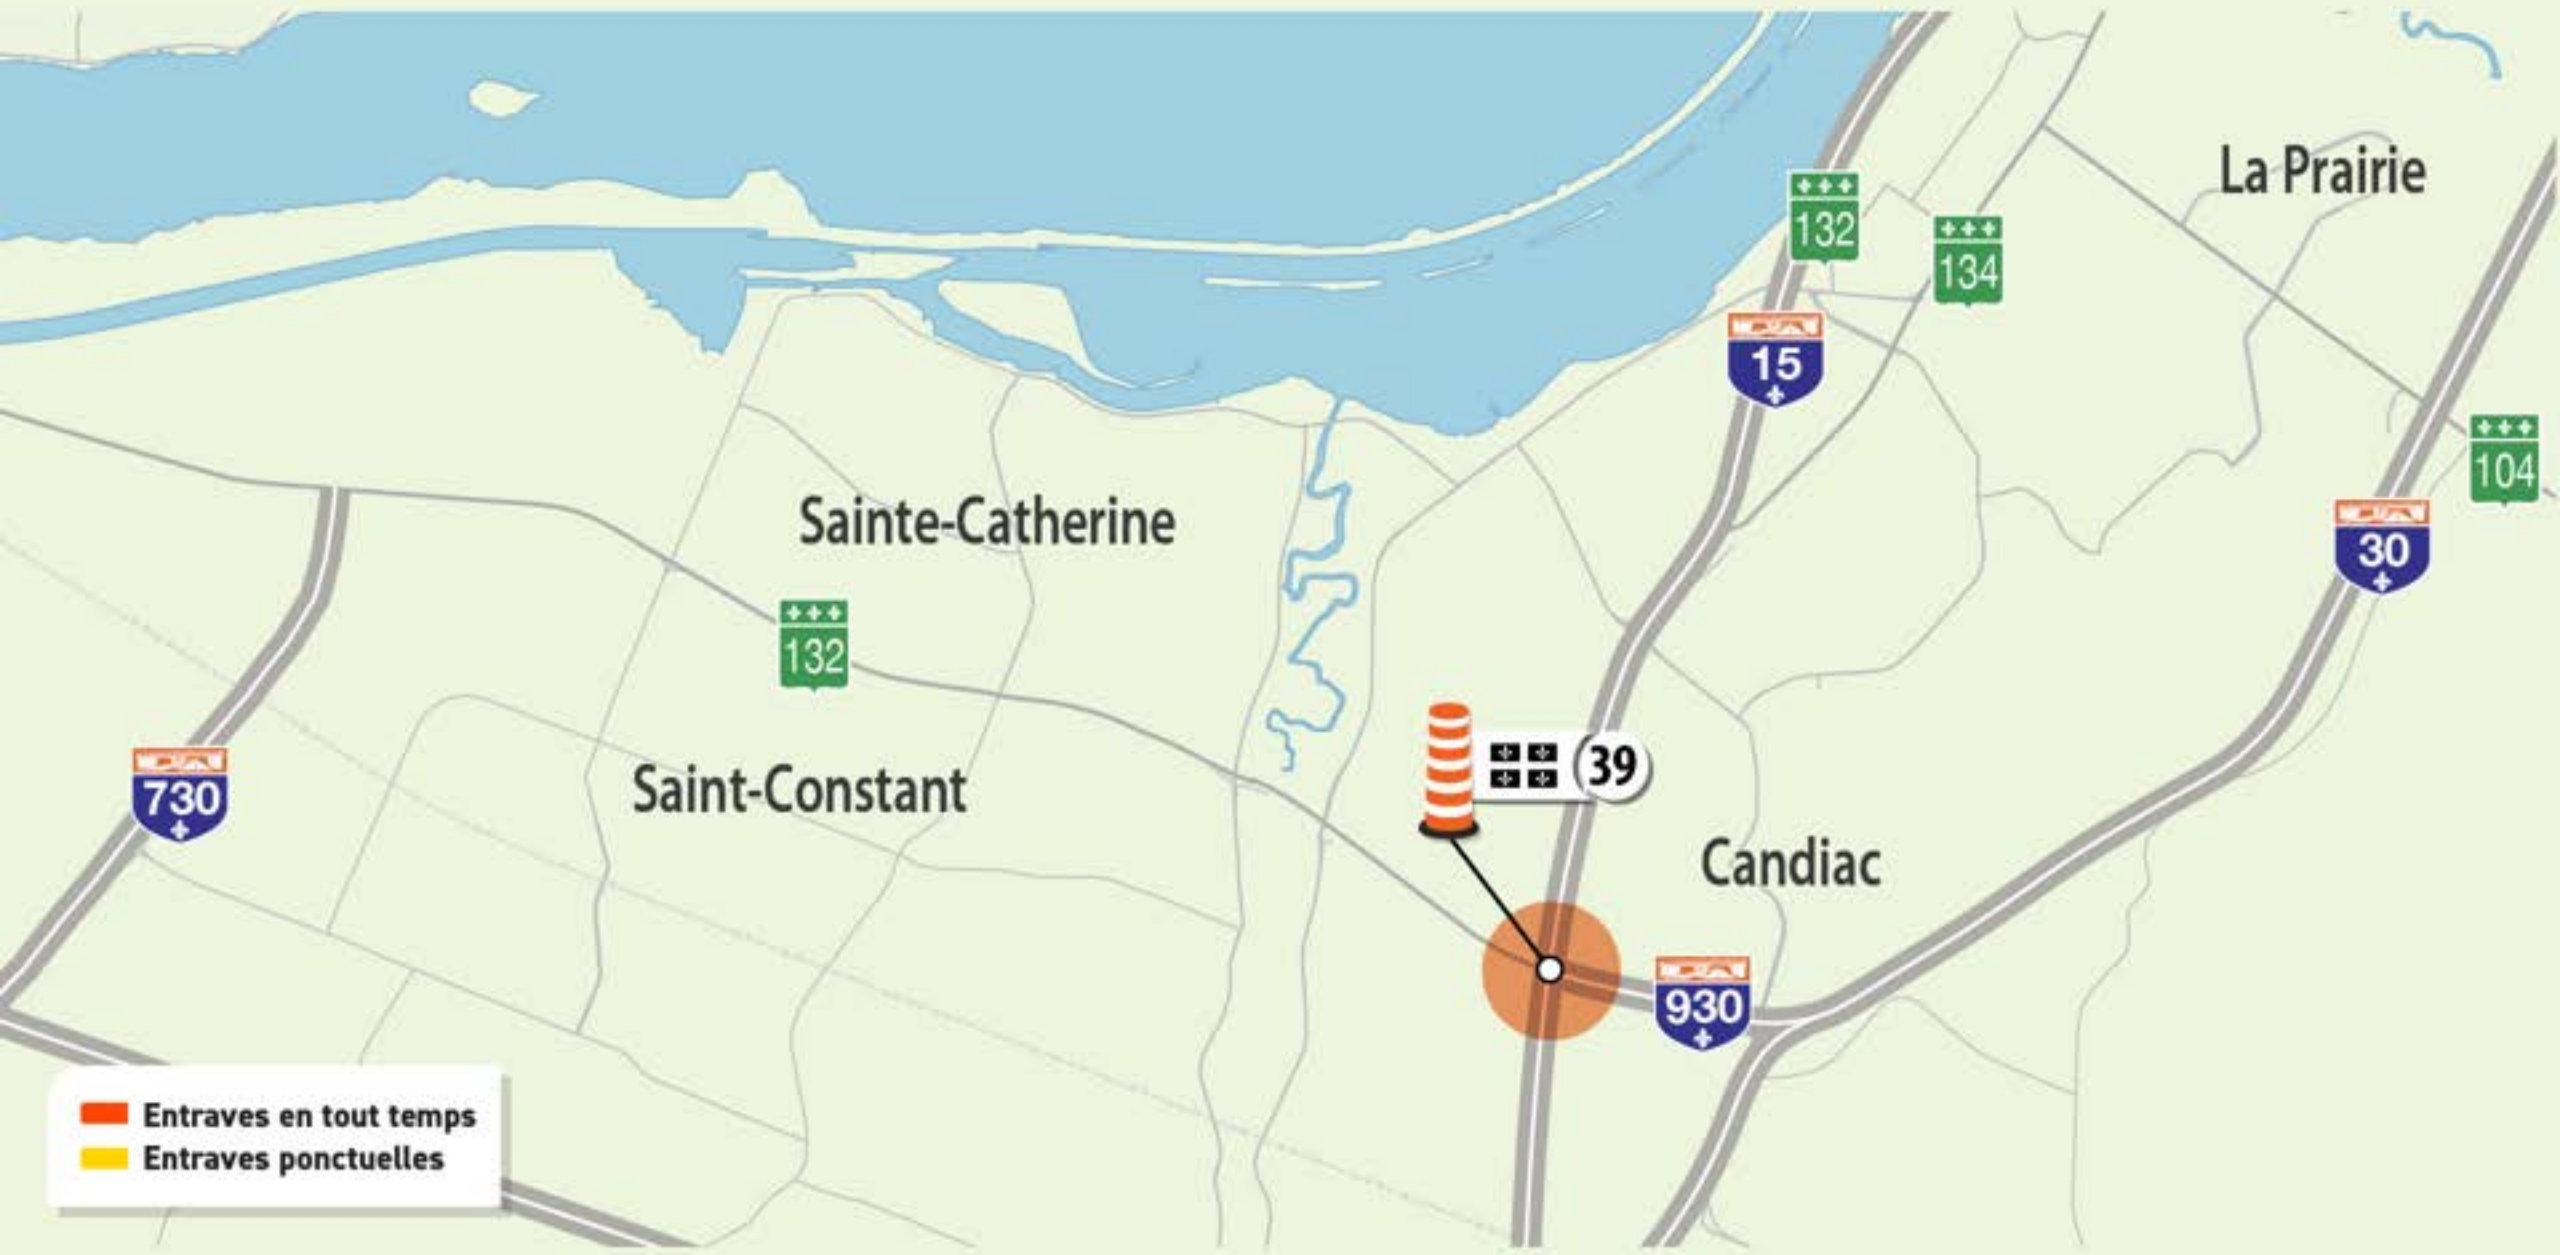 La Prairie
132
134
15
104
Sainte-Catherine
30
132
39
730
Saint-Constant
Candiac
930
Entraves en tout temps
Entraves ponctuelles